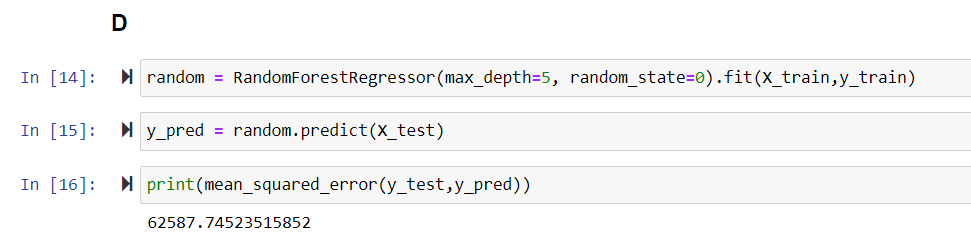 D
In [14]: random = RandomForestRegressor(max_depth=5, random_state=0).fit(X_train,y_train)
In [15]: y_pred = random.predict(X_test)
In [16]: print(mean_squared_error(y_test,y_pred))
62587.74523515852